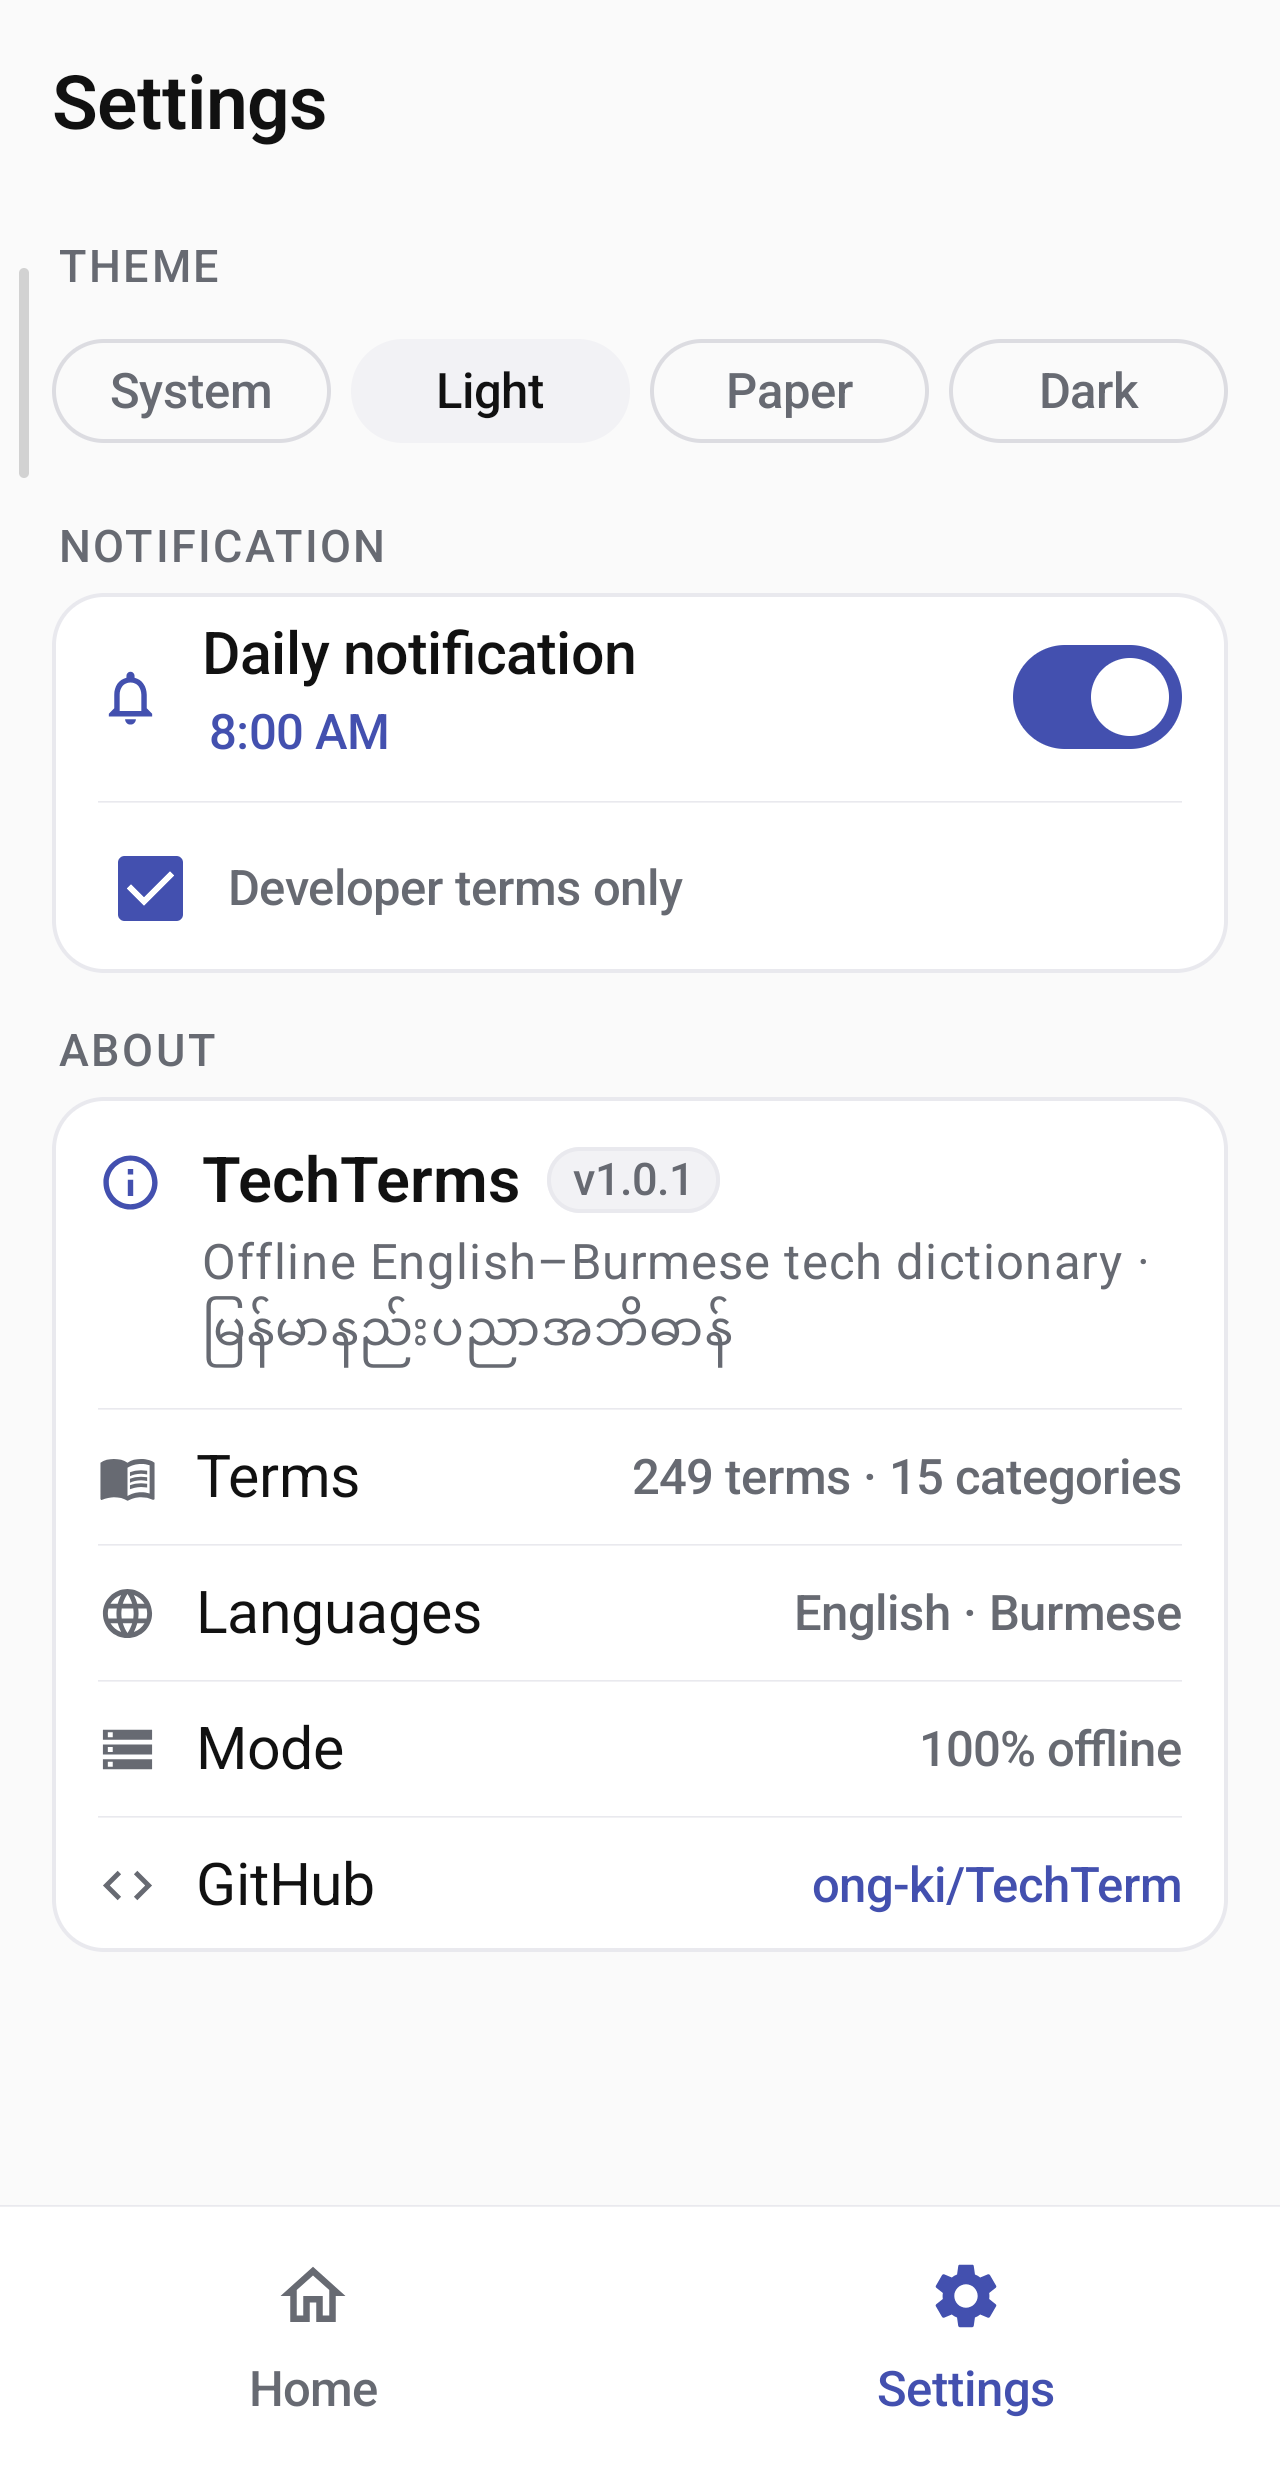 Settings
THEME
System Light Paper Dark
NOTIFICATION
Daily notification
8:00 AM
Developer terms only
ABOUT
TechTerms v1.0.1
Offline English–Burmese tech dictionary ·
မြန်မာနည်းပညာအဘိဓာန်
Terms 249 terms · 15 categories
Languages English · Burmese
Mode 100% offline
GitHub ong-ki/TechTerm
Home Settings